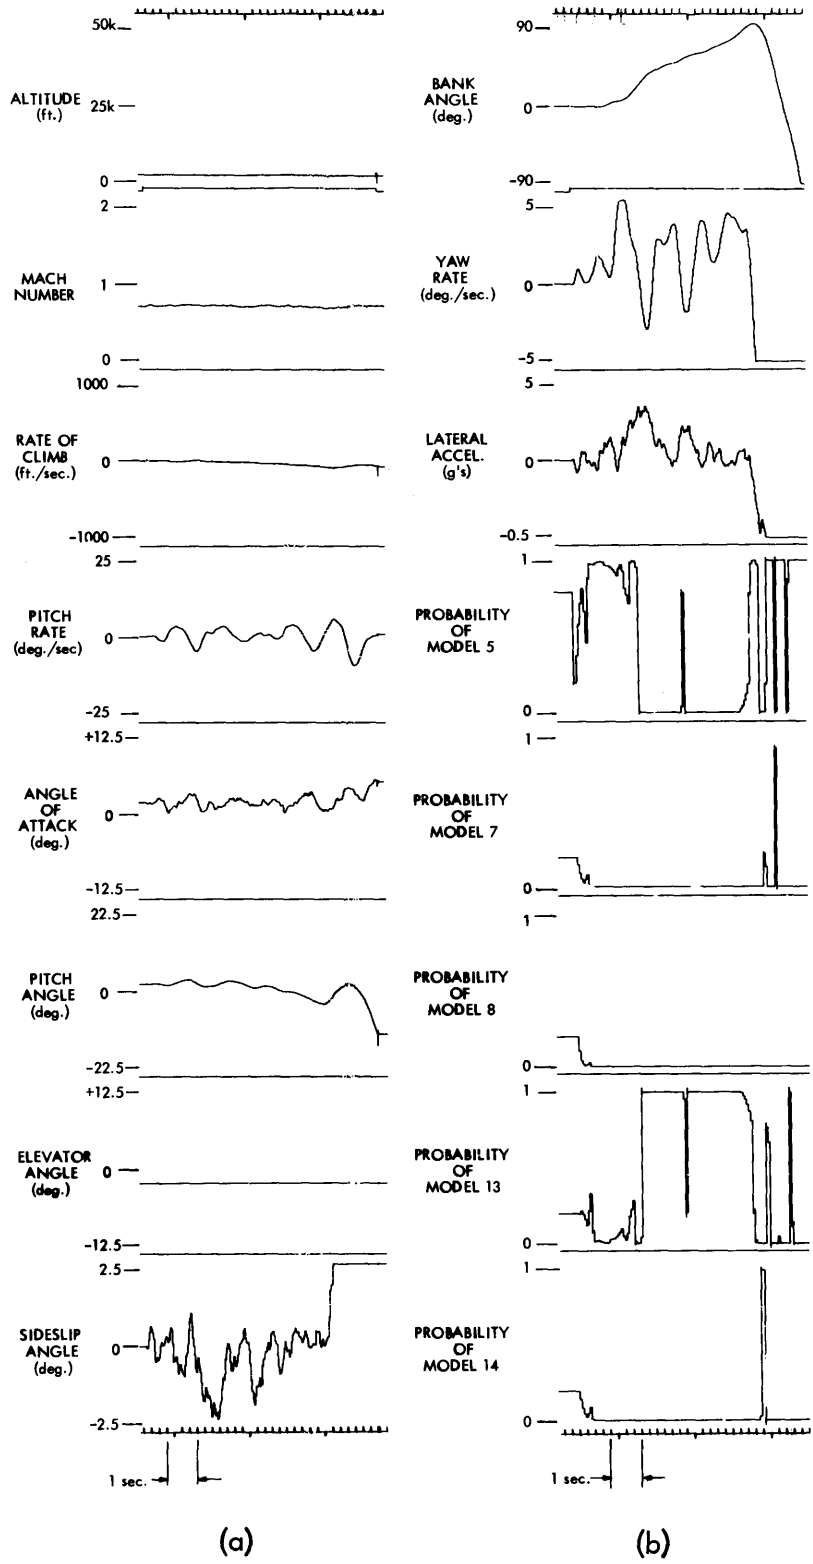 50k
ALTITUDE
(ft.)
25k
0
2
MACH
NUMBER
1
0
1000
RATE OF
CLIMB
(ft./sec.)
0
-1000
25
PITCH
RATE
(deg./sec)
0
-25
+12.5
ANGLE
OF
ATTACK
(deg.)
0
-12.5
22.5
PITCH
ANGLE
(deg.)
0
-22.5
+12.5
ELEVATOR
ANGLE
(deg.)
0
-12.5
2.5
SIDESLIP
ANGLE
(deg.)
0
-2.5
1 sec.
(a)
90
BANK
ANGLE
(deg.)
0
-90
5
YAW
RATE
(deg./sec.)
0
-5
5
LATERAL
ACCEL.
(g's)
0
-0.5
1
PROBABILITY
OF
MODEL 5
0
1
PROBABILITY
OF
MODEL 7
0
1
PROBABILITY
OF
MODEL 8
0
1
PROBABILITY
OF
MODEL 13
0
1
PROBABILITY
OF
MODEL 14
0
1 sec.
(b)